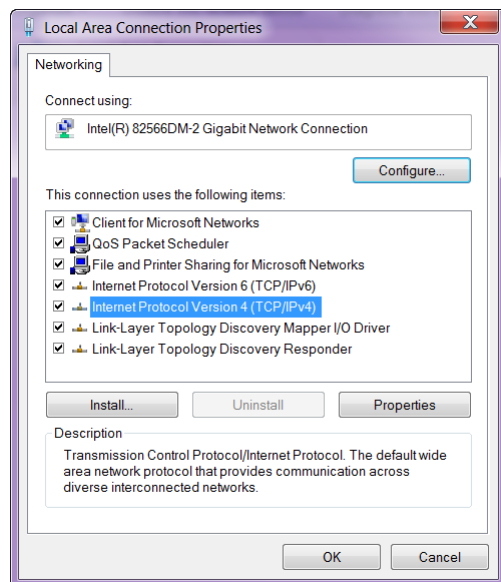 Local Area Connection Properties
Networking
Connect using:
Intel(R) 82566DM-2 Gigabit Network Connection
Configure...
This connection uses the following items:
Client for Microsoft Networks
QoS Packet Scheduler
File and Printer Sharing for Microsoft Networks
Internet Protocol Version 6 (TCP/IPv6)
Internet Protocol Version 4 (TCP/IPv4)
Link-Layer Topology Discovery Mapper I/O Driver
Link-Layer Topology Discovery Responder
Install... Uninstall Properties
Description
Transmission Control Protocol/Internet Protocol. The default wide
area network protocol that provides communication across
diverse interconnected networks.
OK Cancel